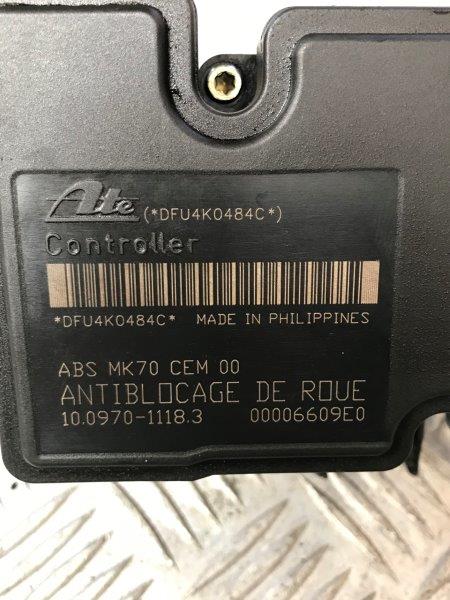 Ate (*DFU4K0484C*)
Controller
*DFU4K0484C* MADE IN PHILIPPINES
ABS MK70 CEM 00
ANTIBLOCAGE DE ROUE
10.0970-1118.3 00006609E0